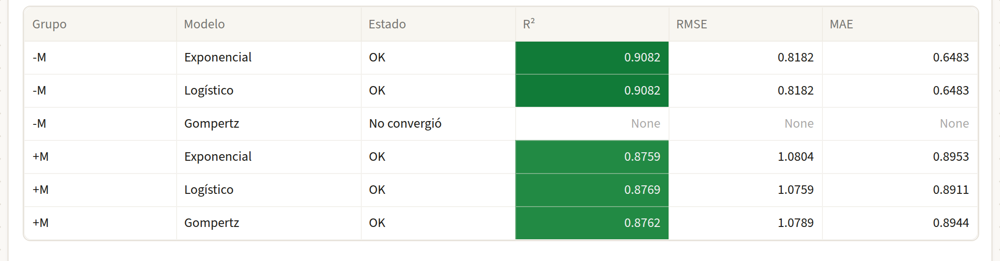 Grupo Modelo Estado R² RMSE MAE
-M Exponencial OK 0.9082 0.8182 0.6483
-M Logístico OK 0.9082 0.8182 0.6483
-M Gompertz No convergió None None None
+M Exponencial OK 0.8759 1.0804 0.8953
+M Logístico OK 0.8769 1.0759 0.8911
+M Gompertz OK 0.8762 1.0789 0.8944